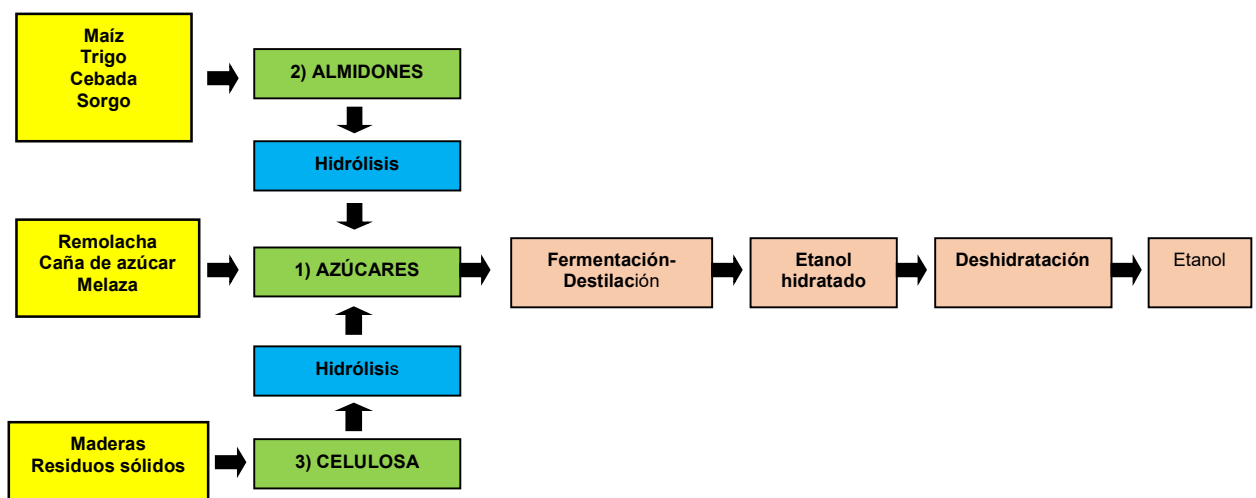 Maíz
Trigo
Cebada
Sorgo
2) ALMIDONES
Hidrólisis
Remolacha
Caña de azúcar
Melaza
1) AZÚCARES
Fermentación-
Destilación
Etanol
hidratado
Deshidratación
Etanol
Hidrólisis
Maderas
Residuos sólidos
3) CELULOSA